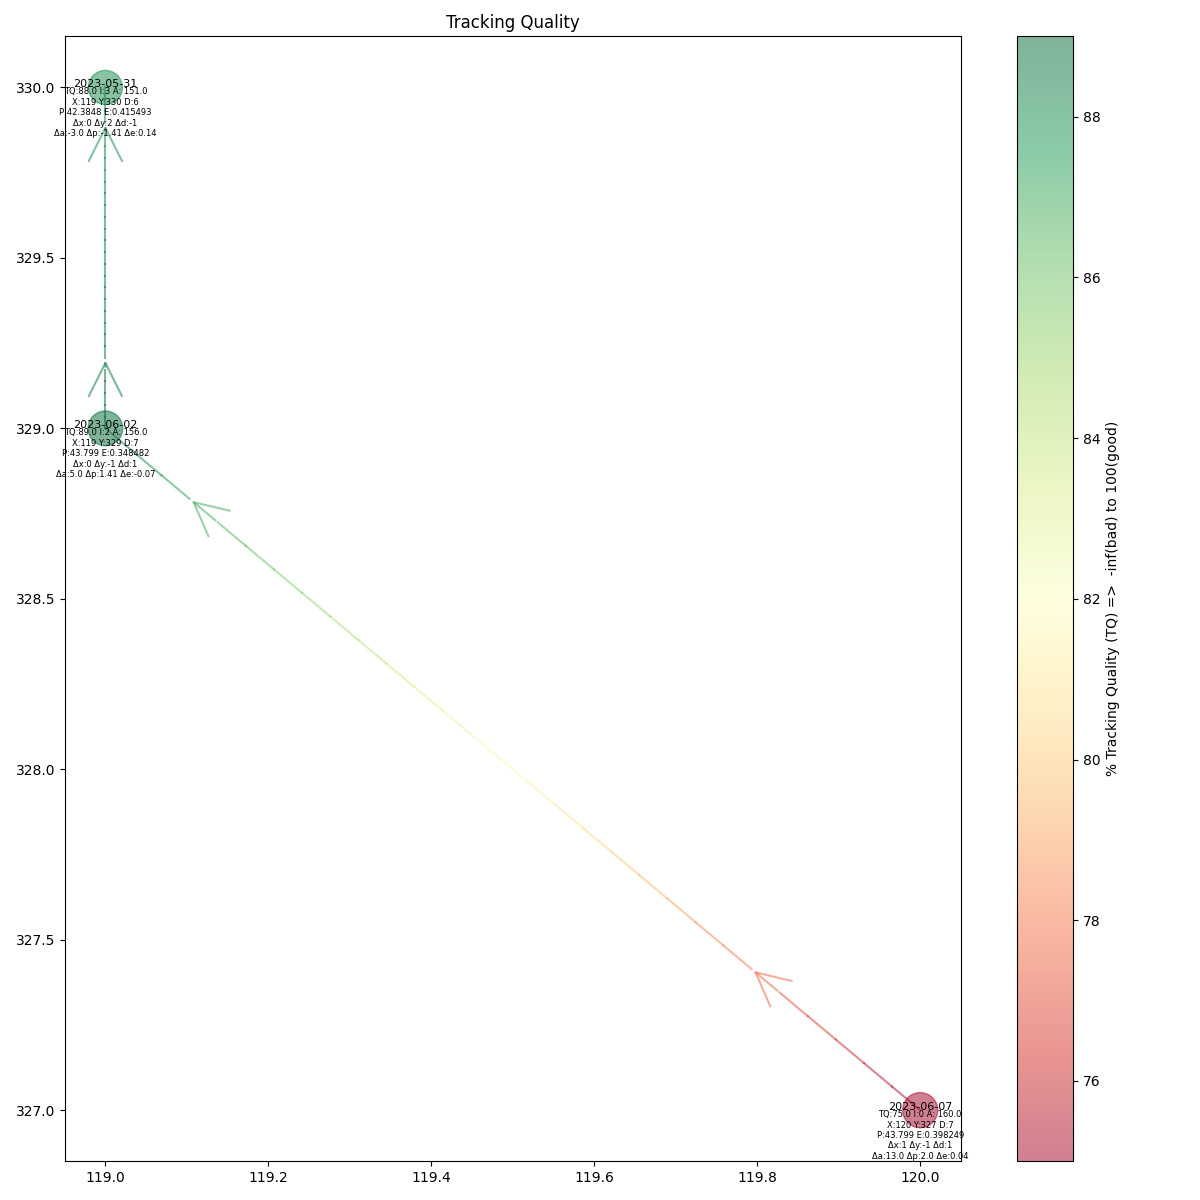 Tracking Quality
330.0
329.5
329.0
328.5
328.0
327.5
327.0
2023-05-31
TQ:88.0 I:3 A: 151.0
X:119 Y:330 D:6
P:42.3848 E:0.415493
Δx:0 Δy:2 Δd:-1
Δa:-3.0 Δp:-1.41 Δe:0.14
2023-06-02
TQ:89.0 I:2 A: 156.0
X:119 Y:329 D:7
P:43.799 E:0.348482
Δx:0 Δy:-1 Δd:1
Δa:5.0 Δp:1.41 Δe:-0.07
2023-06-07
TQ:75.0 I:0 A: 160.0
X:120 Y:327 D:7
P:43.799 E:0.398249
Δx:1 Δy:-1 Δd:1
Δa:13.0 Δp:2.0 Δe:0.04
119.0 119.2 119.4 119.6 119.8 120.0
88
86
84
82
80
78
76
% Tracking Quality (TQ) => -inf(bad) to 100(good)